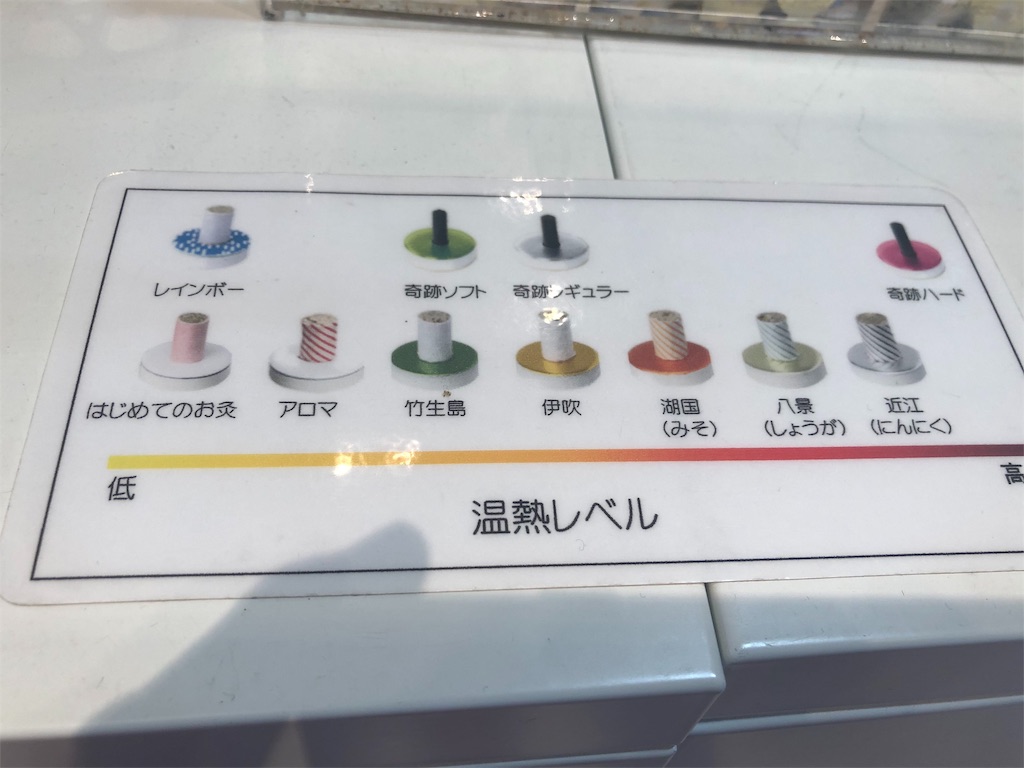 レインボー
奇跡ソフト
奇跡レギュラー
奇跡ハード
はじめてのお灸
アロマ
竹生島
伊吹
湖国
(みそ)
八景
(しょうが)
近江
(にんにく)
低
高
温熱レベル